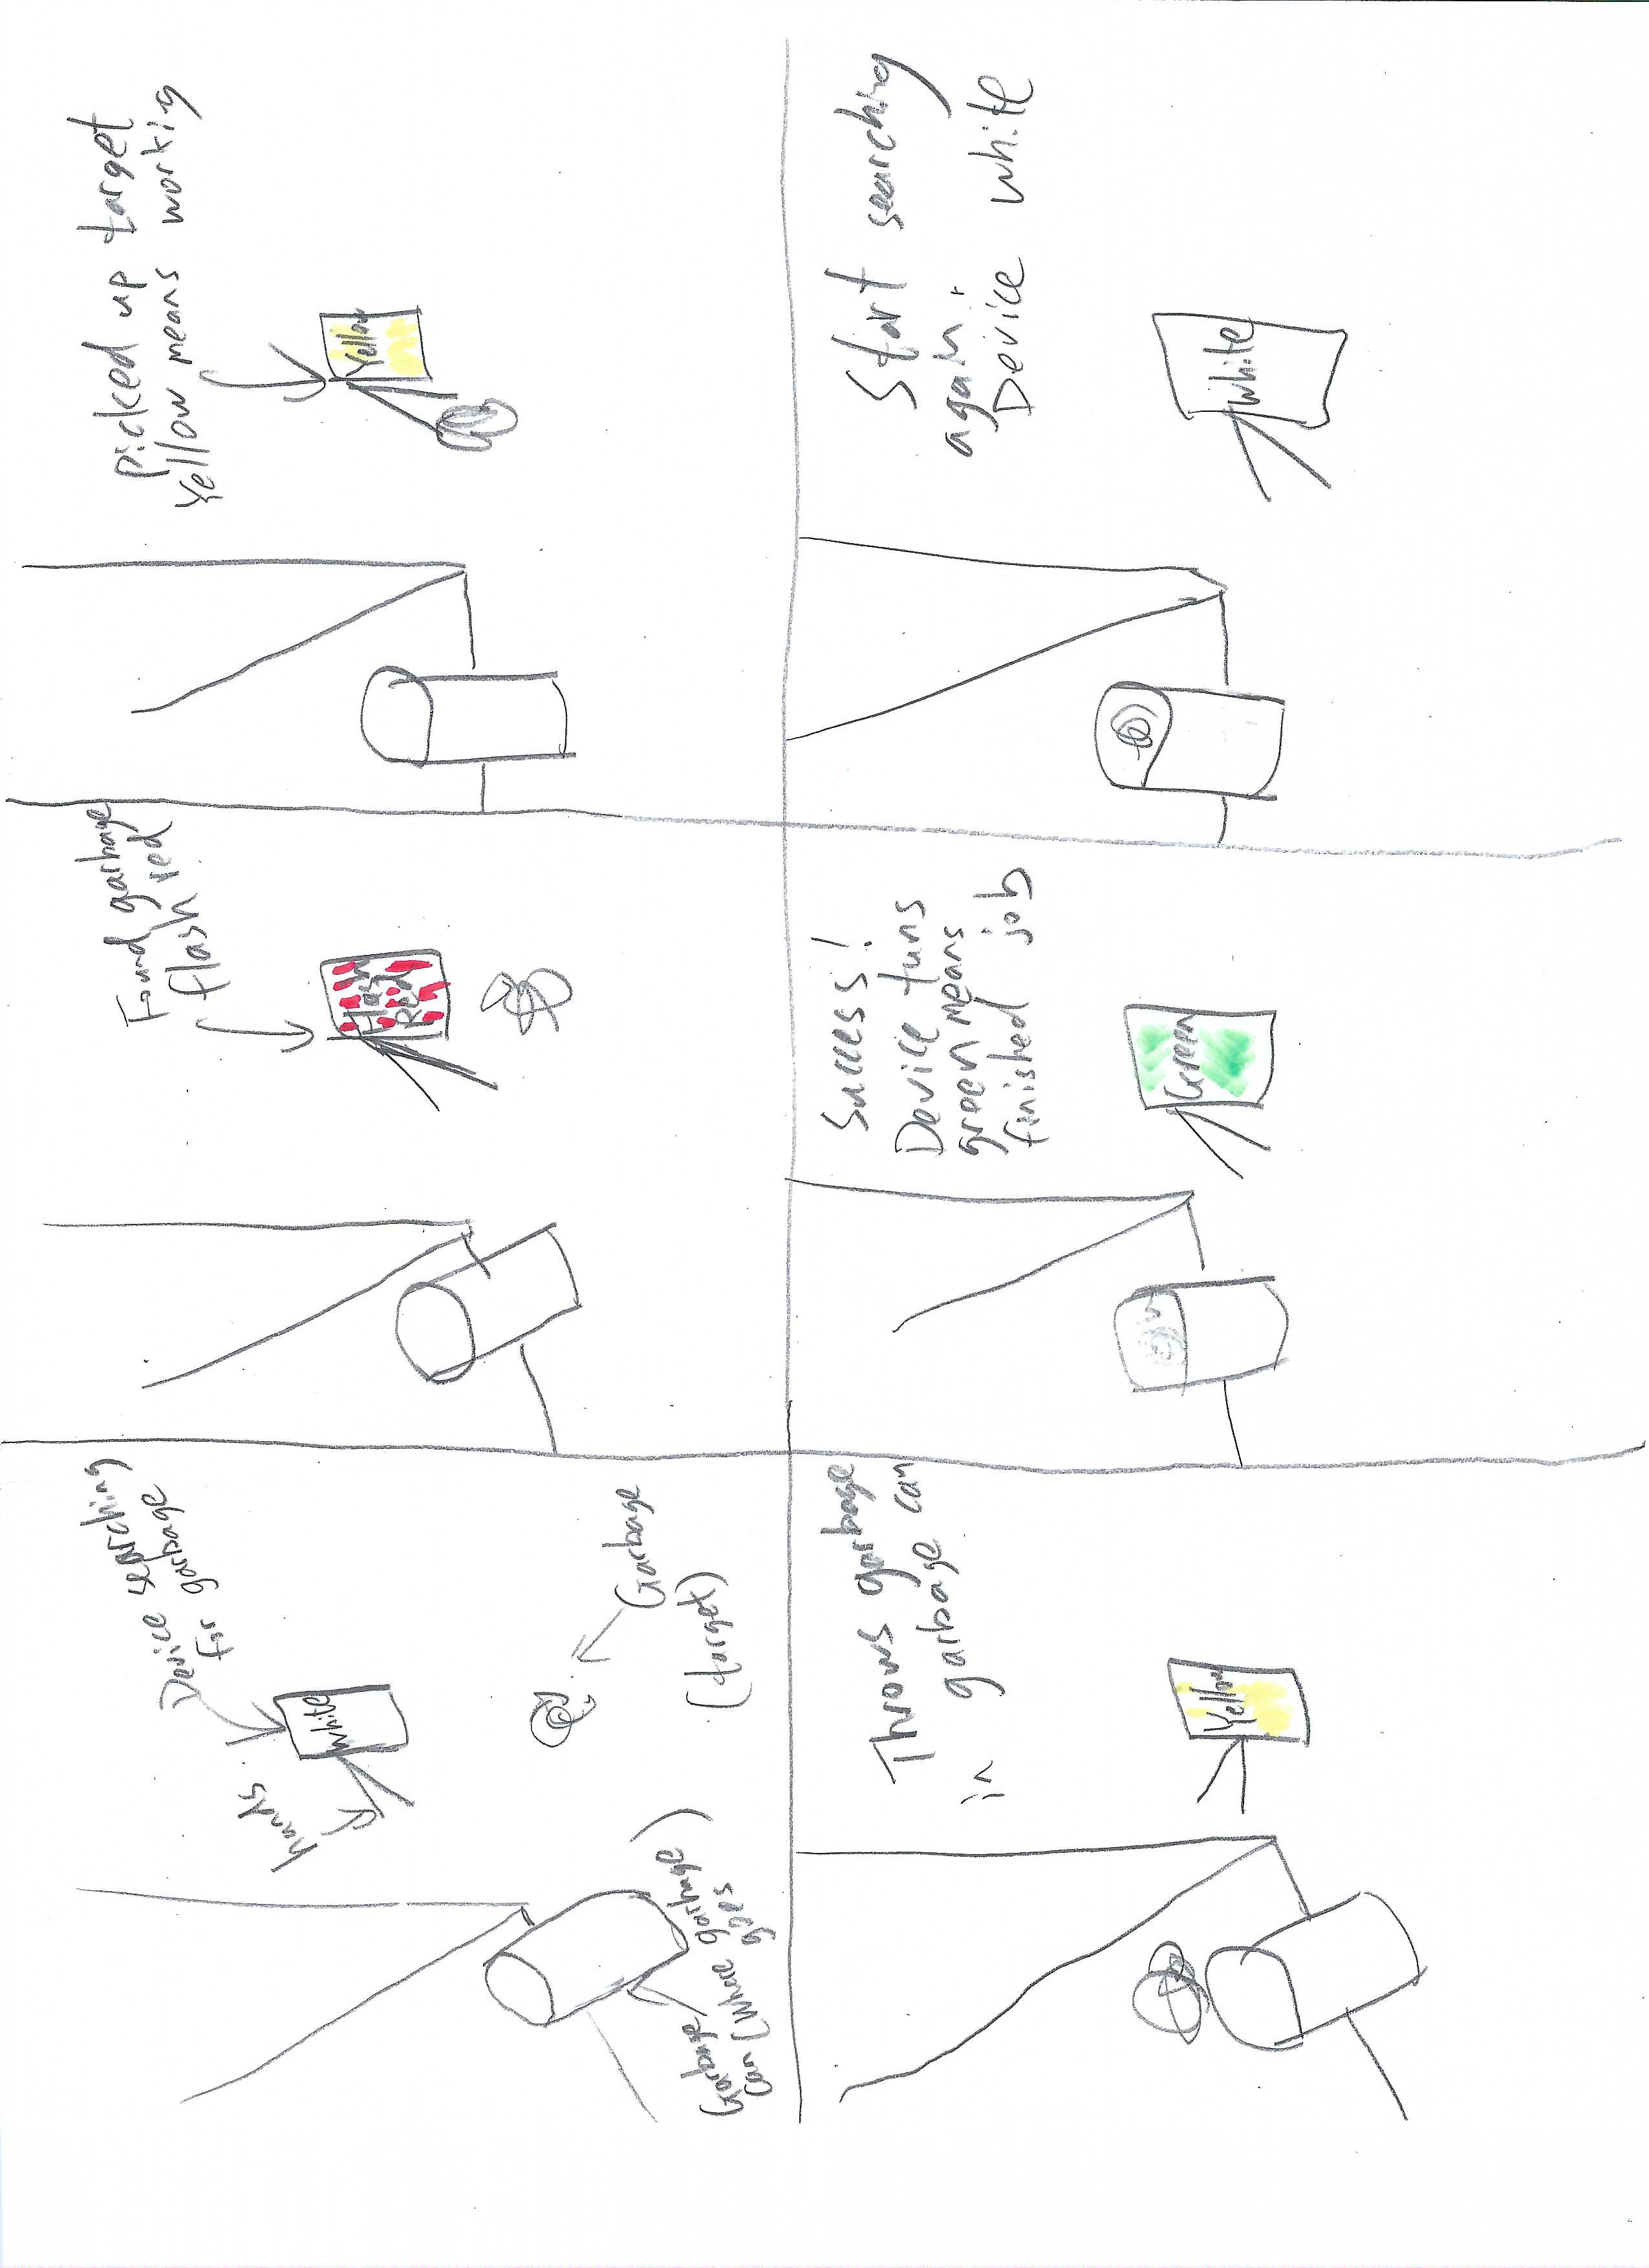 Device searching
for garbage
hands
White
Garbage
(target)
Garbage
can (Where garbage
goes)
Found garbage
flash red
Flash
Red
picked up target
Yellow means working
Yellow
Throws garbage
in garbage can
Yellow
Success!
Device tuns
green means
finished job
Green
Start searching
again.
Device white
White